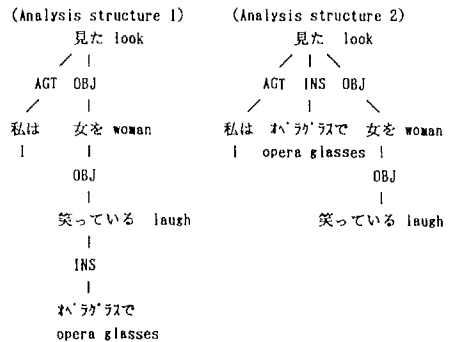 (Analysis structure 1) (Analysis structure 2)
見た look 見た look
AGT OBJ AGT INS OBJ
私は 女を woman 私は ｵﾍﾟﾗｸﾞﾗｽで 女を woman
I I opera glasses
OBJ OBJ
笑っている laugh 笑っている laugh
INS
ｵﾍﾟﾗｸﾞﾗｽで
opera glasses